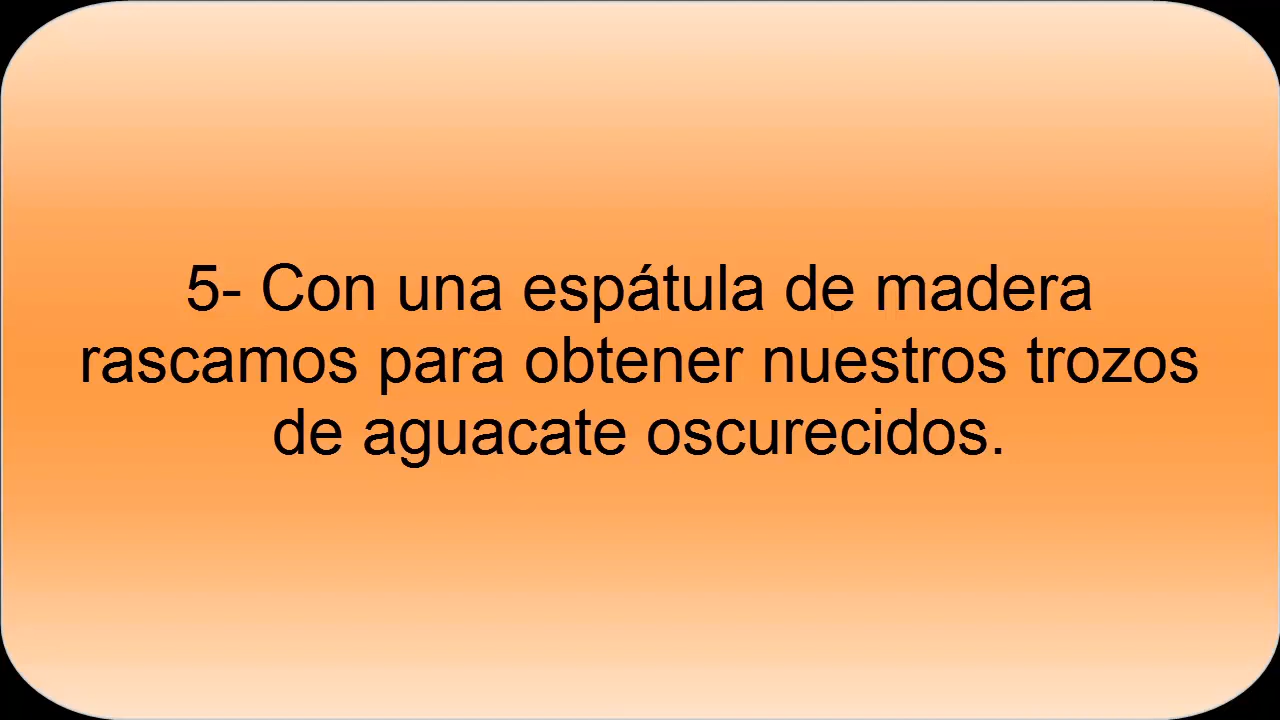 5- Con una espátula de madera
rascamos para obtener nuestros trozos
de aguacate oscurecidos.